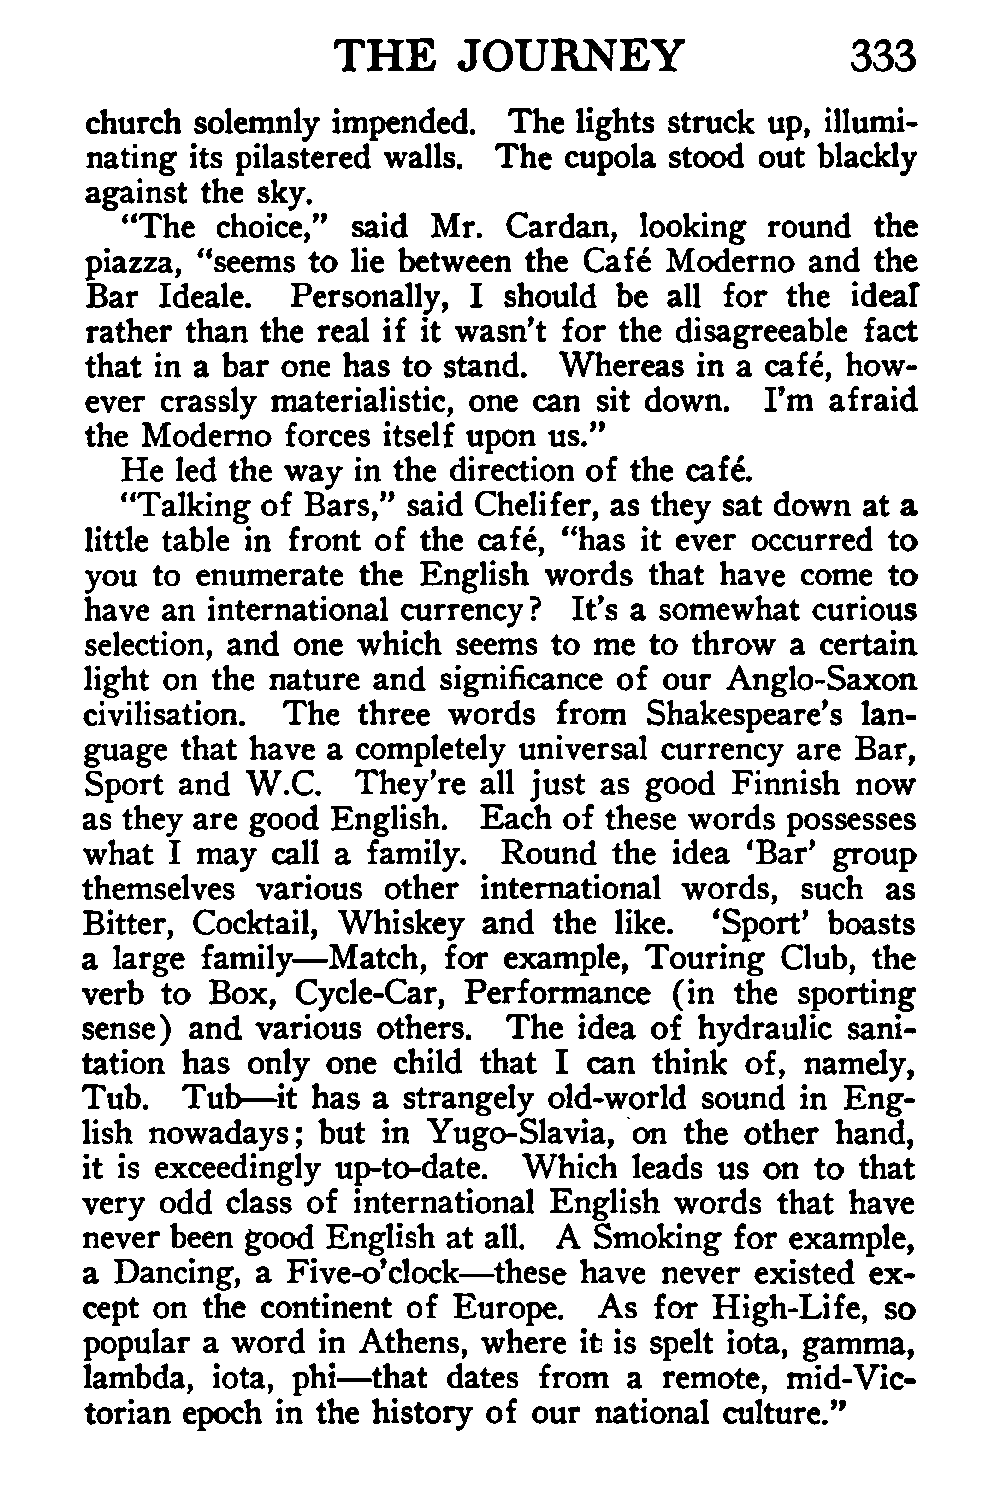 THE JOURNEY 333
church solemnly impended. The lights struck up, illumi-
nating its pilastered walls. The cupola stood out blackly
against the sky.
“The choice,” said Mr. Cardan, looking round the
piazza, “seems to lie between the Café Moderno and the
Bar Ideale. Personally, I should be all for the ideal
rather than the real if it wasn’t for the disagreeable fact
that in a bar one has to stand. Whereas in a café, how-
ever crassly materialistic, one can sit down. I’m afraid
the Moderno forces itself upon us.”
He led the way in the direction of the café.
“Talking of Bars,” said Chelifer, as they sat down at a
little table in front of the café, “has it ever occurred to
you to enumerate the English words that have come to
have an international currency? It’s a somewhat curious
selection, and one which seems to me to throw a certain
light on the nature and significance of our Anglo-Saxon
civilisation. The three words from Shakespeare’s lan-
guage that have a completely universal currency are Bar,
Sport and W.C. They’re all just as good Finnish now
as they are good English. Each of these words possesses
what I may call a family. Round the idea ‘Bar’ group
themselves various other international words, such as
Bitter, Cocktail, Whiskey and the like. ‘Sport’ boasts
a large family—Match, for example, Touring Club, the
verb to Box, Cycle-Car, Performance (in the sporting
sense) and various others. The idea of hydraulic sani-
tation has only one child that I can think of, namely,
Tub. Tub—it has a strangely old-world sound in Eng-
lish nowadays; but in Yugo-Slavia, on the other hand,
it is exceedingly up-to-date. Which leads us on to that
very odd class of international English words that have
never been good English at all. A Smoking for example,
a Dancing, a Five-o’clock—these have never existed ex-
cept on the continent of Europe. As for High-Life, so
popular a word in Athens, where it is spelt iota, gamma,
lambda, iota, phi—that dates from a remote, mid-Vic-
torian epoch in the history of our national culture.”